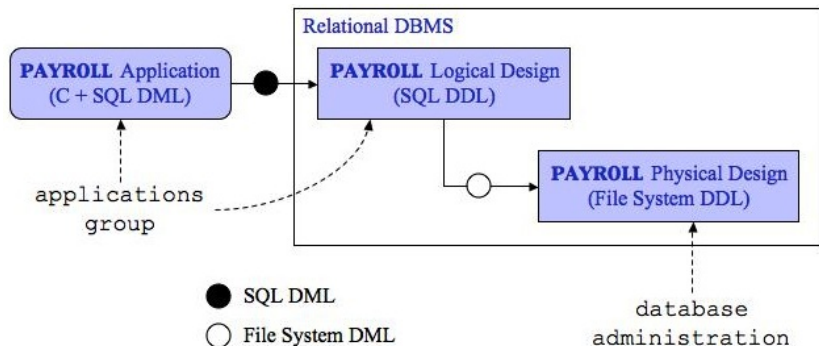 Relational DBMS
PAYROLL Application
(C + SQL DML)
PAYROLL Logical Design
(SQL DDL)
PAYROLL Physical Design
(File System DDL)
applications
group
SQL DML
File System DML
database
administration